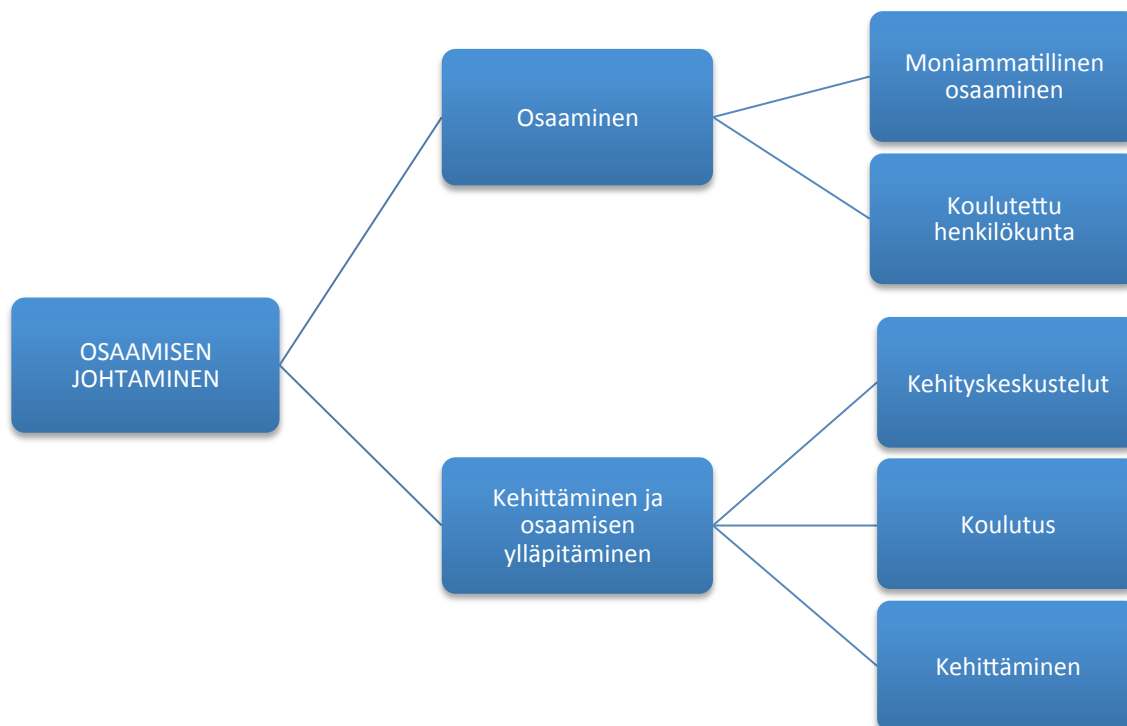 Moniammatillinen
osaaminen
Osaaminen
Koulutettu
henkilökunta
OSAAMISEN
JOHTAMINEN
Kehityskeskustelut
Kehittäminen ja
osaamisen
ylläpitäminen
Koulutus
Kehittäminen